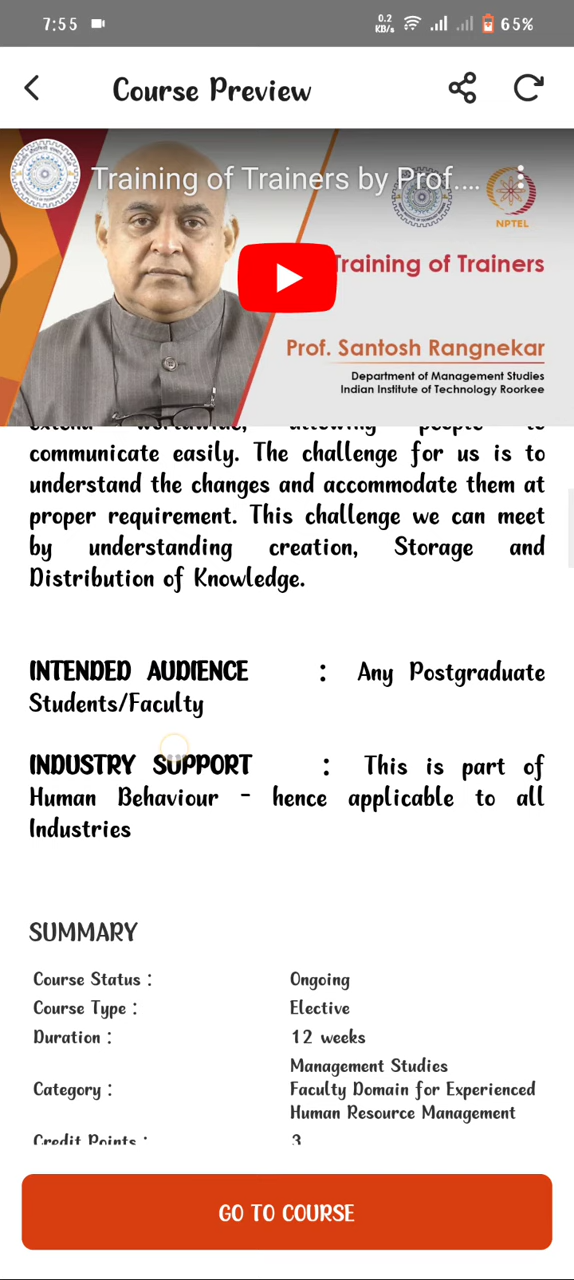 7:55
0.2
KB/s
65%
Course Preview
Training of Trainers by Prof....
NPTEL
Training of Trainers
Prof. Santosh Rangnekar
Department of Management Studies
Indian Institute of Technology Roorkee
extend worldwide, allowing people to
communicate easily. The challenge for us is to
understand the changes and accommodate them at
proper requirement. This challenge we can meet
by understanding creation, Storage and
Distribution of Knowledge.
INTENDED AUDIENCE : Any Postgraduate
Students/Faculty
INDUSTRY SUPPORT : This is part of
Human Behaviour - hence applicable to all
Industries
SUMMARY
Course Status : Ongoing
Course Type : Elective
Duration : 12 weeks
Management Studies
Category : Faculty Domain for Experienced
Human Resource Management
Credit Points : 3
GO TO COURSE